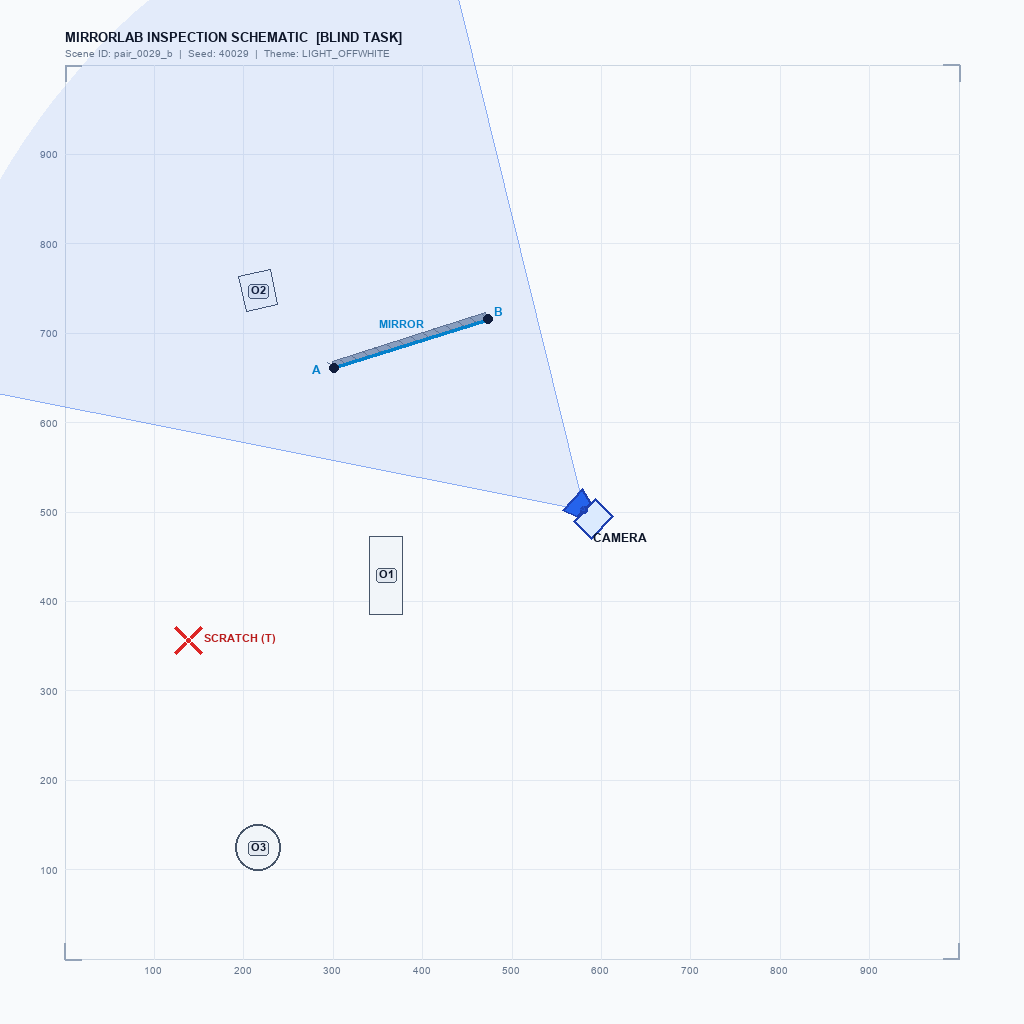 MIRRORLAB INSPECTION SCHEMATIC [BLIND TASK]
Scene ID: pair_0029_b | Seed: 40029 | Theme: LIGHT_OFFWHITE
900
800
O2
B
MIRROR
700
A
600
500
CAMERA
O1
400
SCRATCH (T)
300
200
O3
100
100 200 300 400 500 600 700 800 900